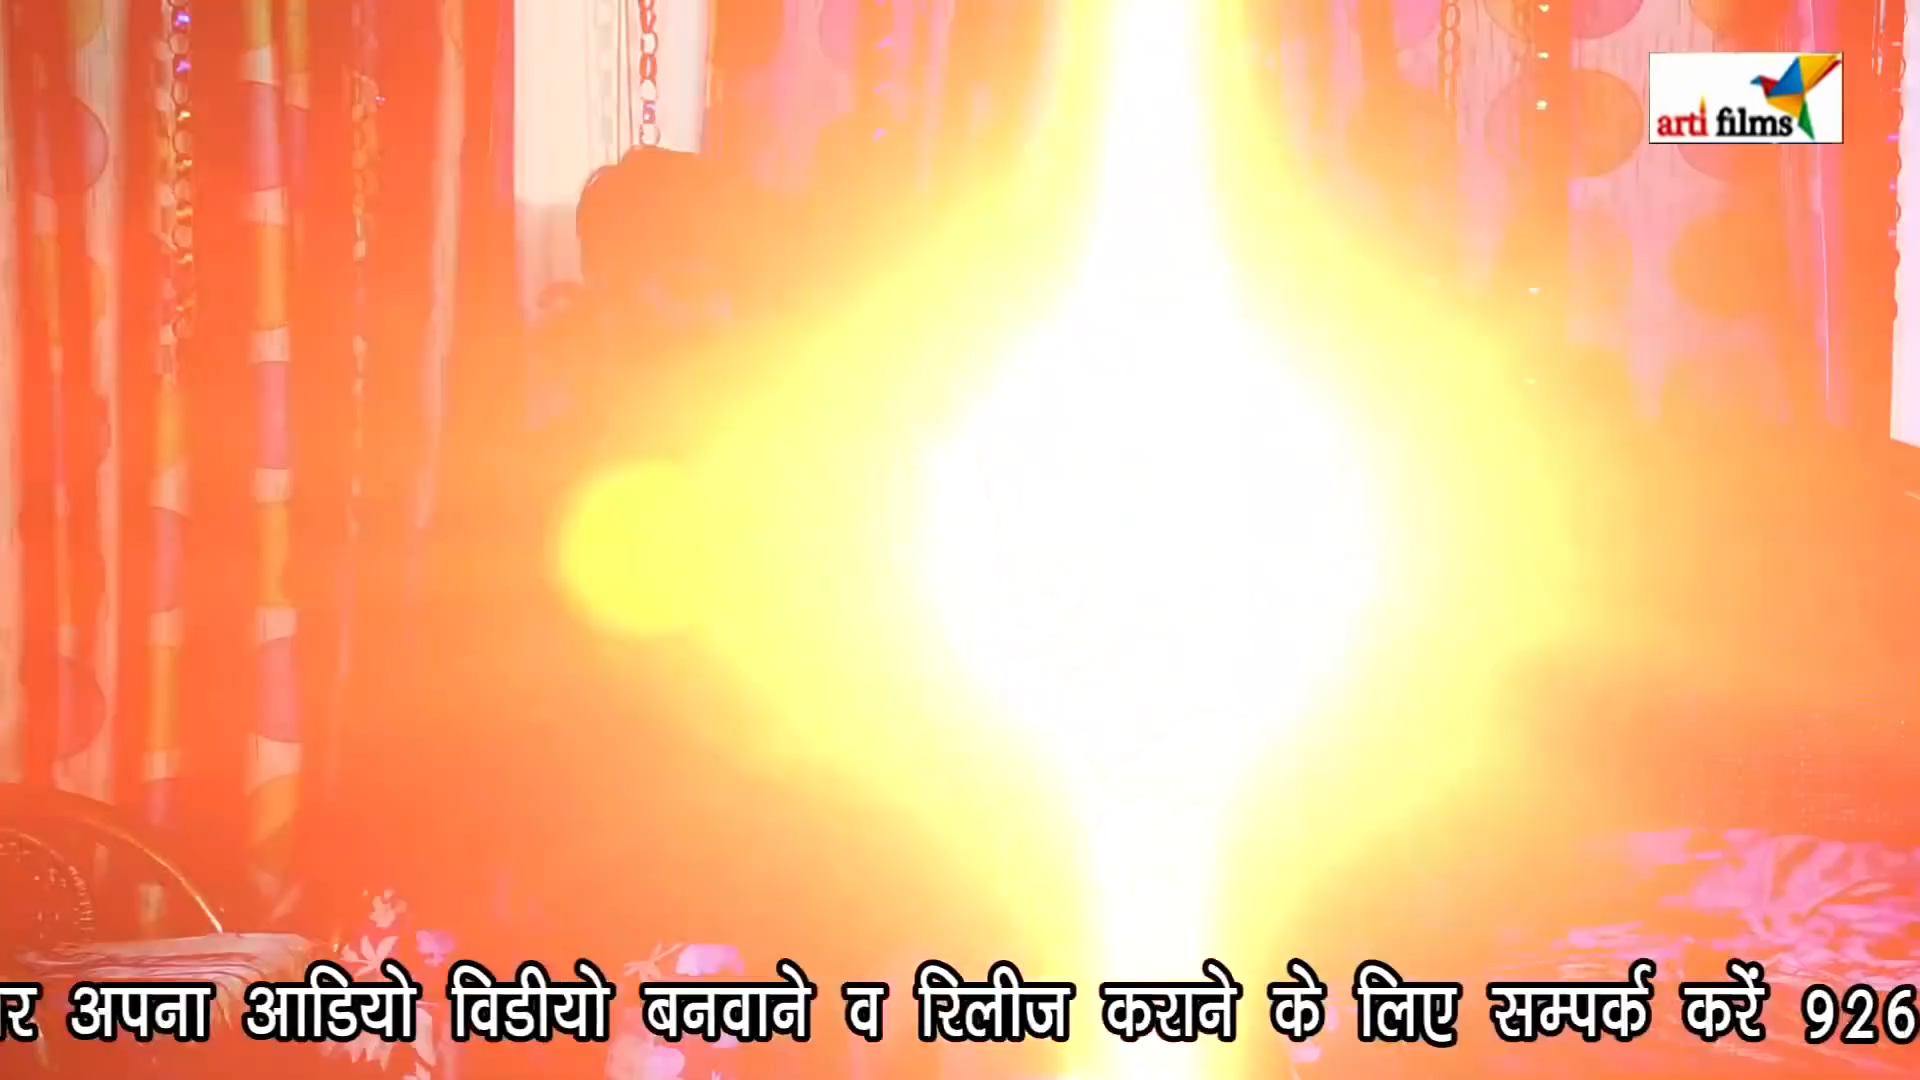 arti films
अपना आडियो विडीयो बनवाने व रिलीज कराने के लिए सम्पर्क करें 926